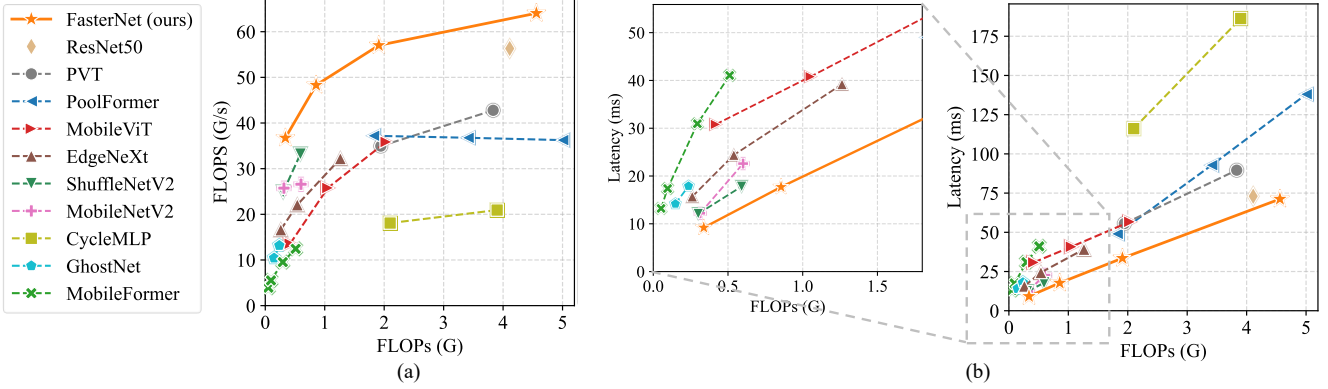 FasterNet (ours)
ResNet50
PVT
PoolFormer
MobileViT
EdgeNeXt
ShuffleNetV2
MobileNetV2
CycleMLP
GhostNet
MobileFormer
FLOPS (G/s)
60
50
40
30
20
10
0
0 1 2 3 4 5
FLOPs (G)
(a)
Latency (ms)
50
40
30
20
10
0
0.0 0.5 1.0 1.5
FLOPs (G)
Latency (ms)
175
150
125
100
75
50
25
0
0 1 2 3 4 5
FLOPs (G)
(b)